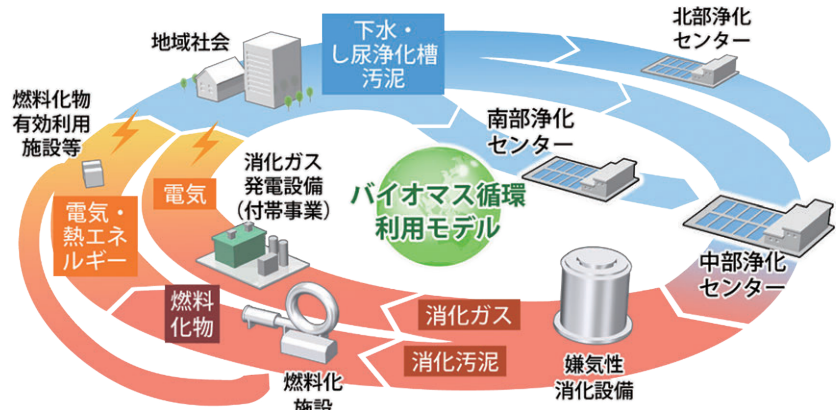 地域社会
下水・
し尿浄化槽
汚泥
北部浄化
センター
燃料化物
有効利用
施設等
南部浄化
センター
消化ガス
発電設備
(付帯事業)
電気
バイオマス循環
利用モデル
電気・
熱エネ
ルギー
中部浄化
センター
燃料
化物
消化ガス
消化汚泥
嫌気性
消化設備
燃料化
施設